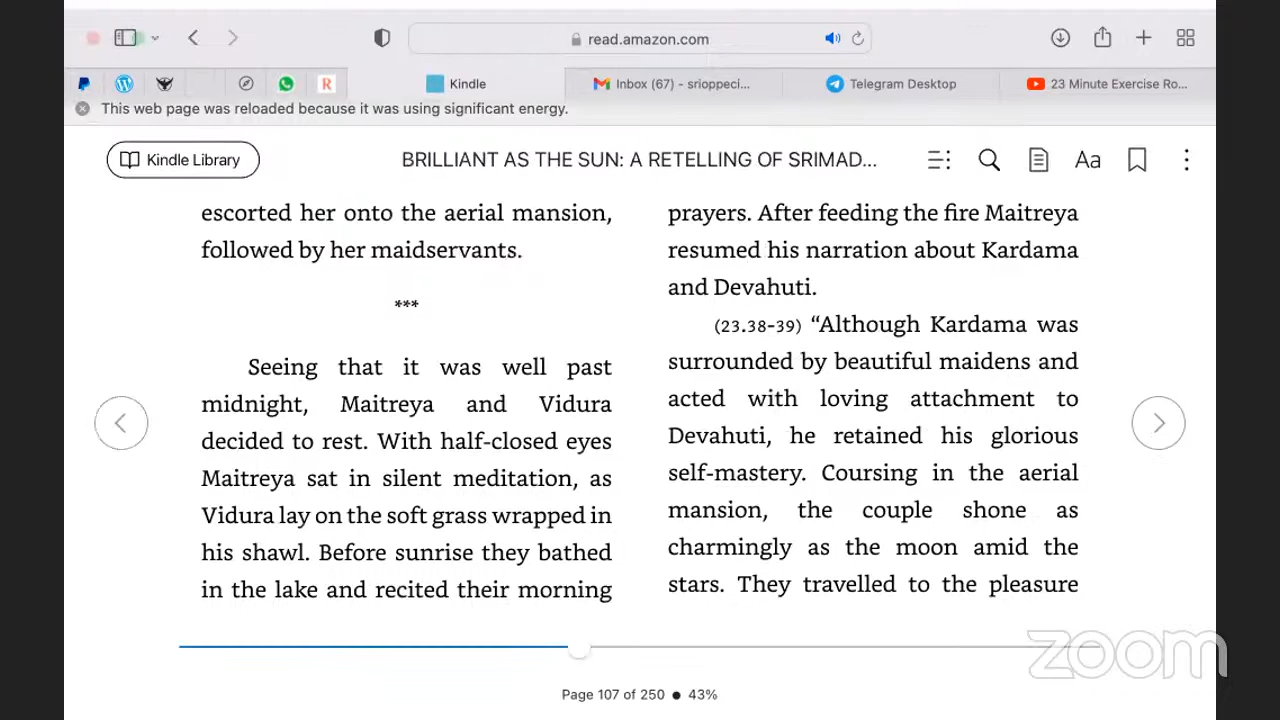 read.amazon.com
R
Kindle
Inbox (67) - srioppeci...
Telegram Desktop
23 Minute Exercise Ro...
This web page was reloaded because it was using significant energy.
Kindle Library
BRILLIANT AS THE SUN: A RETELLING OF SRIMAD...
Aa
escorted her onto the aerial mansion,
followed by her maidservants.
***
Seeing that it was well past
midnight, Maitreya and Vidura
decided to rest. With half-closed eyes
Maitreya sat in silent meditation, as
Vidura lay on the soft grass wrapped in
his shawl. Before sunrise they bathed
in the lake and recited their morning
prayers. After feeding the fire Maitreya
resumed his narration about Kardama
and Devahuti.
(23.38-39) “Although Kardama was
surrounded by beautiful maidens and
acted with loving attachment to
Devahuti, he retained his glorious
self-mastery. Coursing in the aerial
mansion, the couple shone as
charmingly as the moon amid the
stars. They travelled to the pleasure
Page 107 of 250 ● 43%
zoom